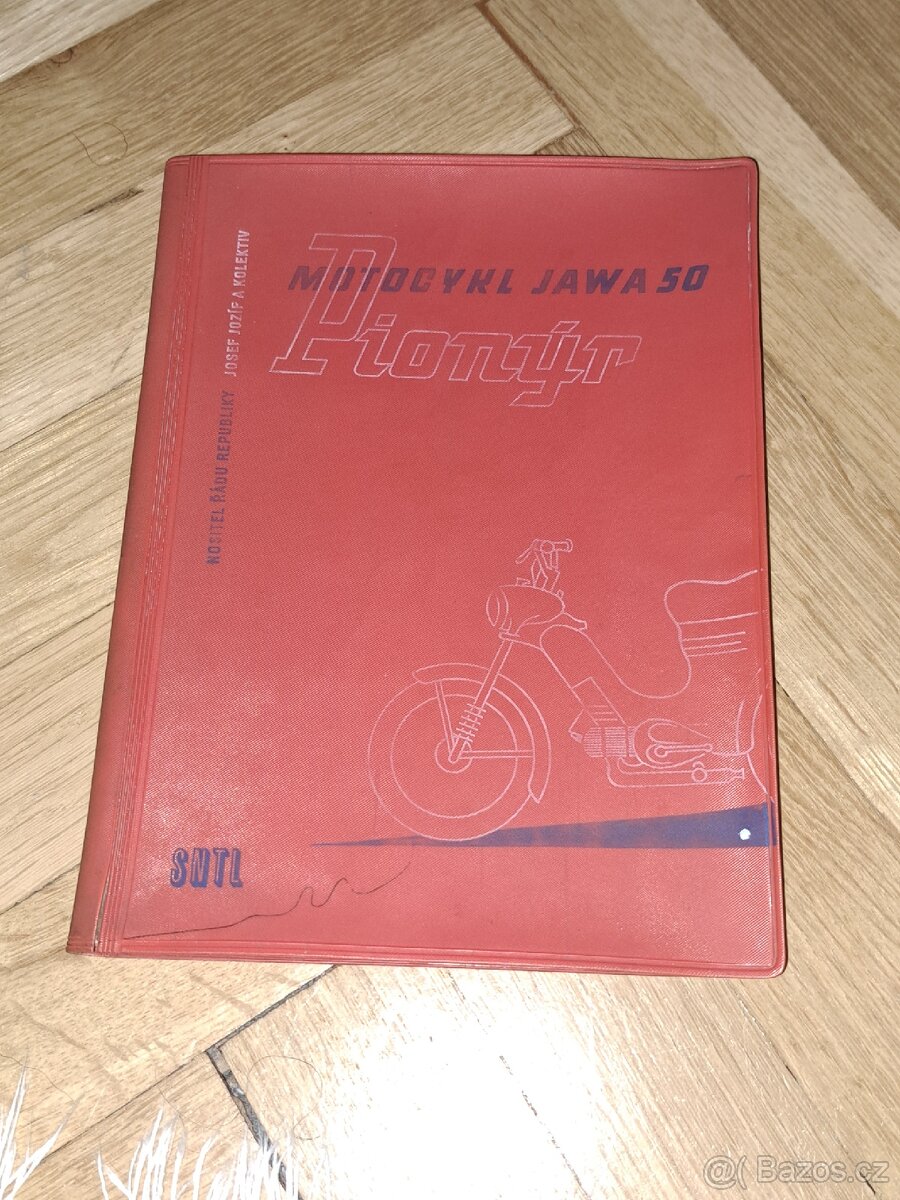 MOTOCYKL JAWA 50
Pionýr
NOSITEL ŘÁDU REPUBLIKY JOSEF JOZÍF A KOLEKTIV
SNTL
@( Bazos.cz